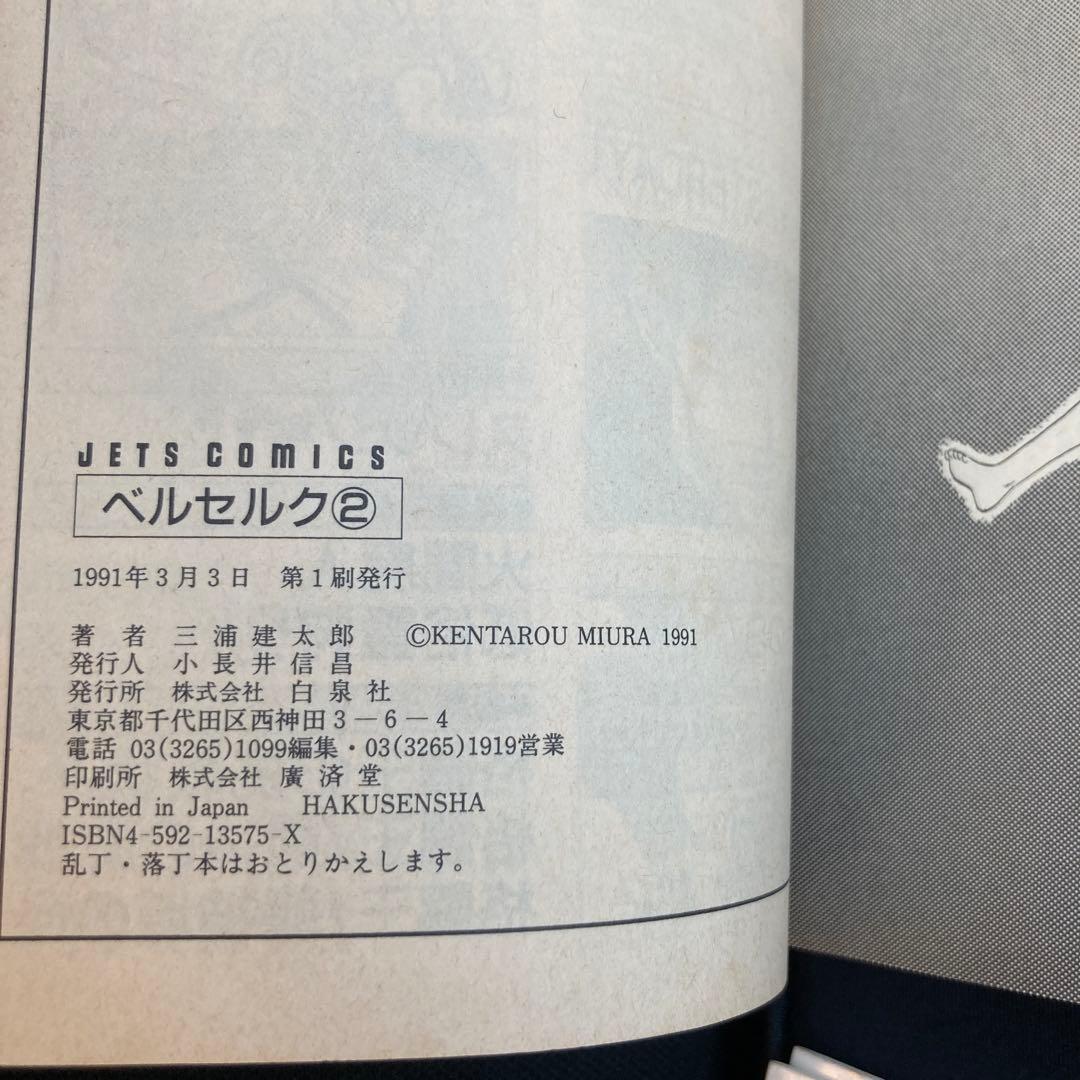 JETS COMICS
ベルセルク②
1991年3月3日 第1刷発行
著者 三浦建太郎 ©KENTAROU MIURA 1991
発行人 小長井信昌
発行所 株式会社 白泉社
東京都千代田区西神田3−6−4
電話 03(3265)1099編集・03(3265)1919営業
印刷所 株式会社 廣済堂
Printed in Japan HAKUSENSHA
ISBN4-592-13575-X
乱丁・落丁本はおとりかえします。